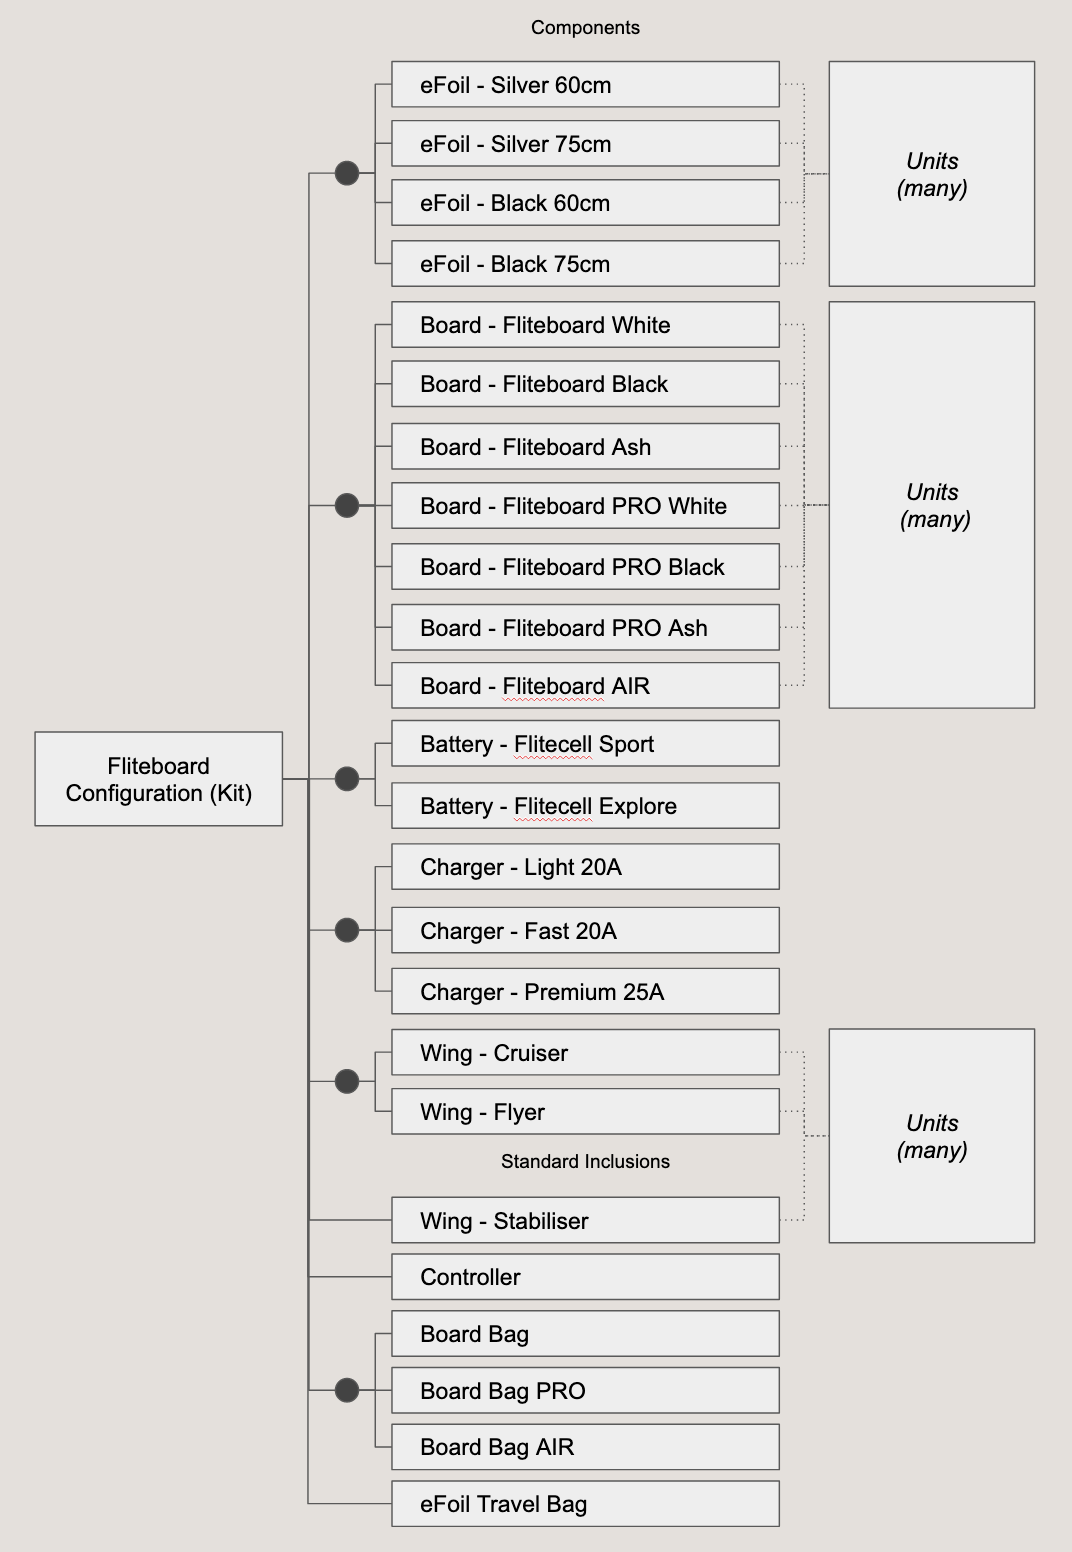 Components
eFoil - Silver 60cm
eFoil - Silver 75cm
eFoil - Black 60cm
eFoil - Black 75cm
Units
(many)
Board - Fliteboard White
Board - Fliteboard Black
Board - Fliteboard Ash
Board - Fliteboard PRO White
Board - Fliteboard PRO Black
Board - Fliteboard PRO Ash
Board - Fliteboard AIR
Units
(many)
Fliteboard
Configuration (Kit)
Battery - Flitecell Sport
Battery - Flitecell Explore
Charger - Light 20A
Charger - Fast 20A
Charger - Premium 25A
Wing - Cruiser
Wing - Flyer
Units
(many)
Standard Inclusions
Wing - Stabiliser
Controller
Board Bag
Board Bag PRO
Board Bag AIR
eFoil Travel Bag